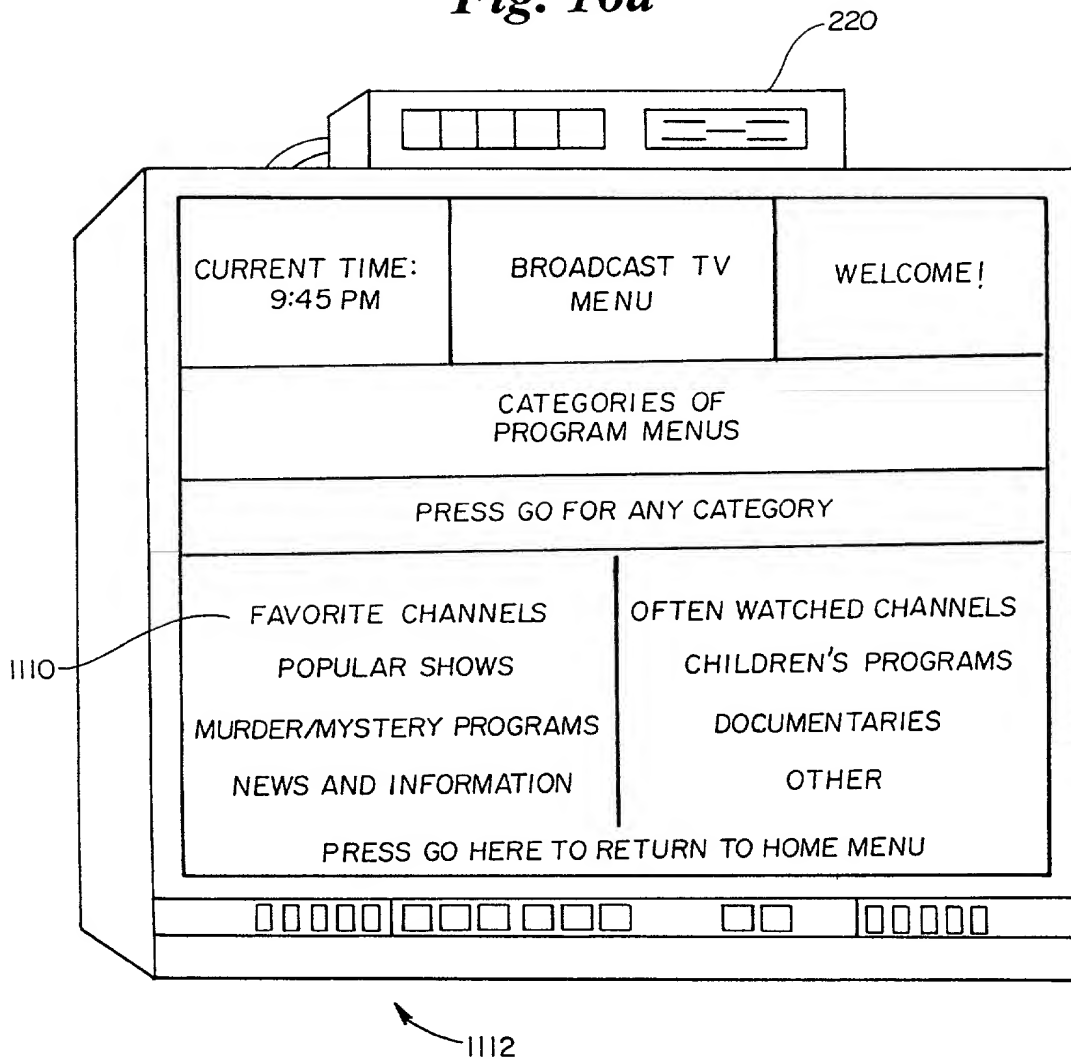 Fig. 16a
220
CURRENT TIME:
9:45 PM
BROADCAST TV
MENU
WELCOME!
CATEGORIES OF
PROGRAM MENUS
PRESS GO FOR ANY CATEGORY
FAVORITE CHANNELS
OFTEN WATCHED CHANNELS
1110
POPULAR SHOWS
CHILDREN'S PROGRAMS
MURDER/MYSTERY PROGRAMS
DOCUMENTARIES
NEWS AND INFORMATION
OTHER
PRESS GO HERE TO RETURN TO HOME MENU
1112